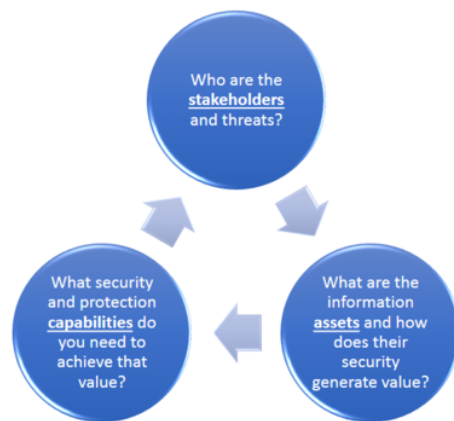 Who are the
stakeholders
and threats?
What are the
information
assets and how
does their
security
generate value?
What security
and protection
capabilities do
you need to
achieve that
value?